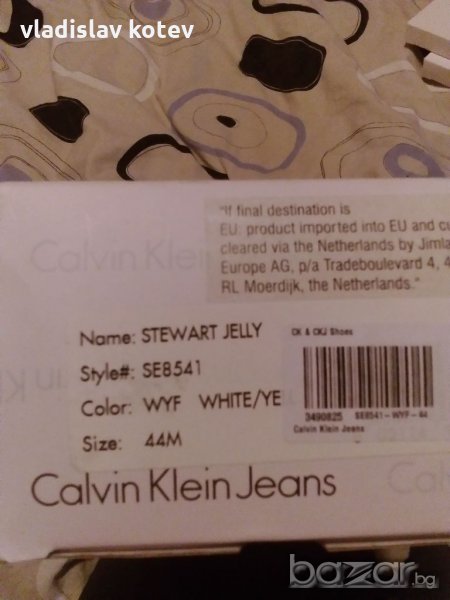 vladislav kotev
"If final destination is
EU: product imported into EU and cu
cleared via the Netherlands by Jimla
Europe AG, p/a Tradeboulevard 4, 4
RL Moerdijk, the Netherlands."
Calvin Klein
Name: STEWART JELLY
Style#: SE8541
Color: WYF WHITE/YE
Size: 44M
CK & CKJ Shoes
3490825 SE8541-WYF-44
Calvin Klein Jeans
Calvin Klein Jeans
bazar.bg